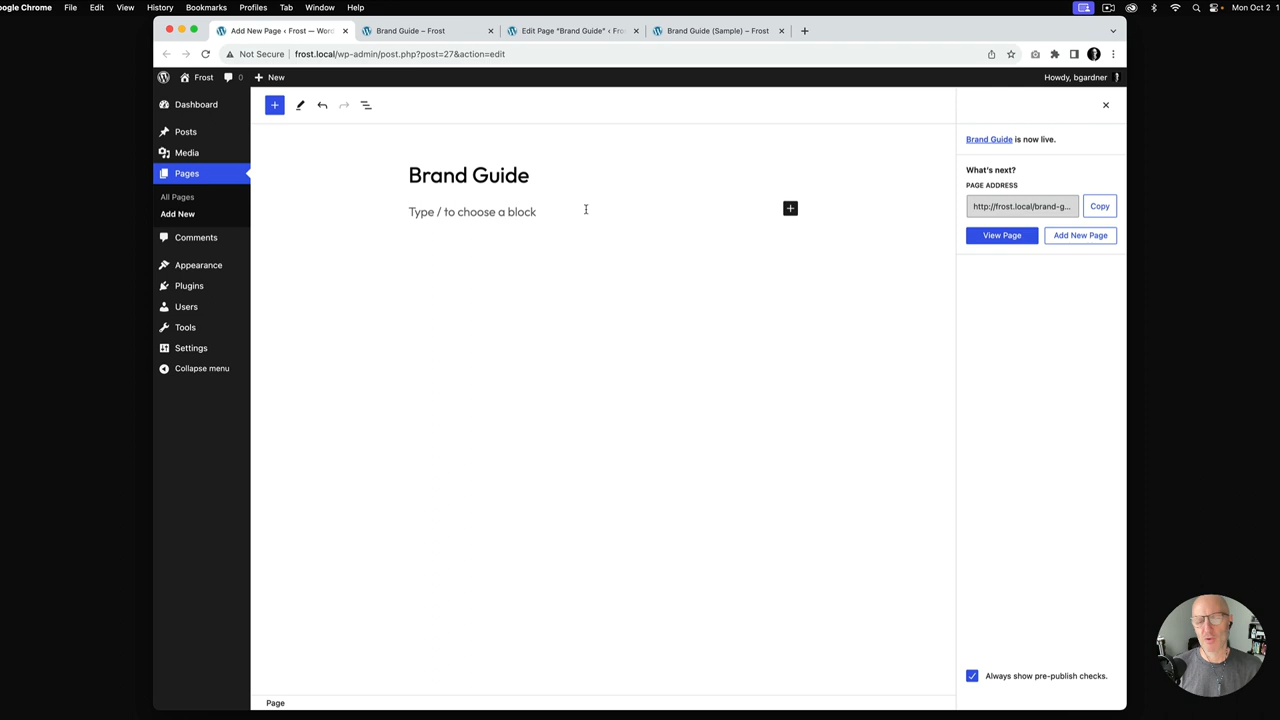 oogle Chrome File Edit View History Bookmarks Profiles Tab Window Help Mon Oct 2 1
Add New Page ‹ Frost — Word Brand Guide – Frost Edit Page “Brand Guide” ‹ Fro Brand Guide (Sample) – Frost
Not Secure frost.local/wp-admin/post.php?post=27&action=edit
Frost 0 New Howdy, bgardner
Dashboard
Posts
Media
Pages
All Pages
Add New
Comments
Appearance
Plugins
Users
Tools
Settings
Collapse menu
Brand Guide
Type / to choose a block
Brand Guide is now live.
What's next?
PAGE ADDRESS
http://frost.local/brand-g... Copy
View Page Add New Page
Always show pre-publish checks.
Page